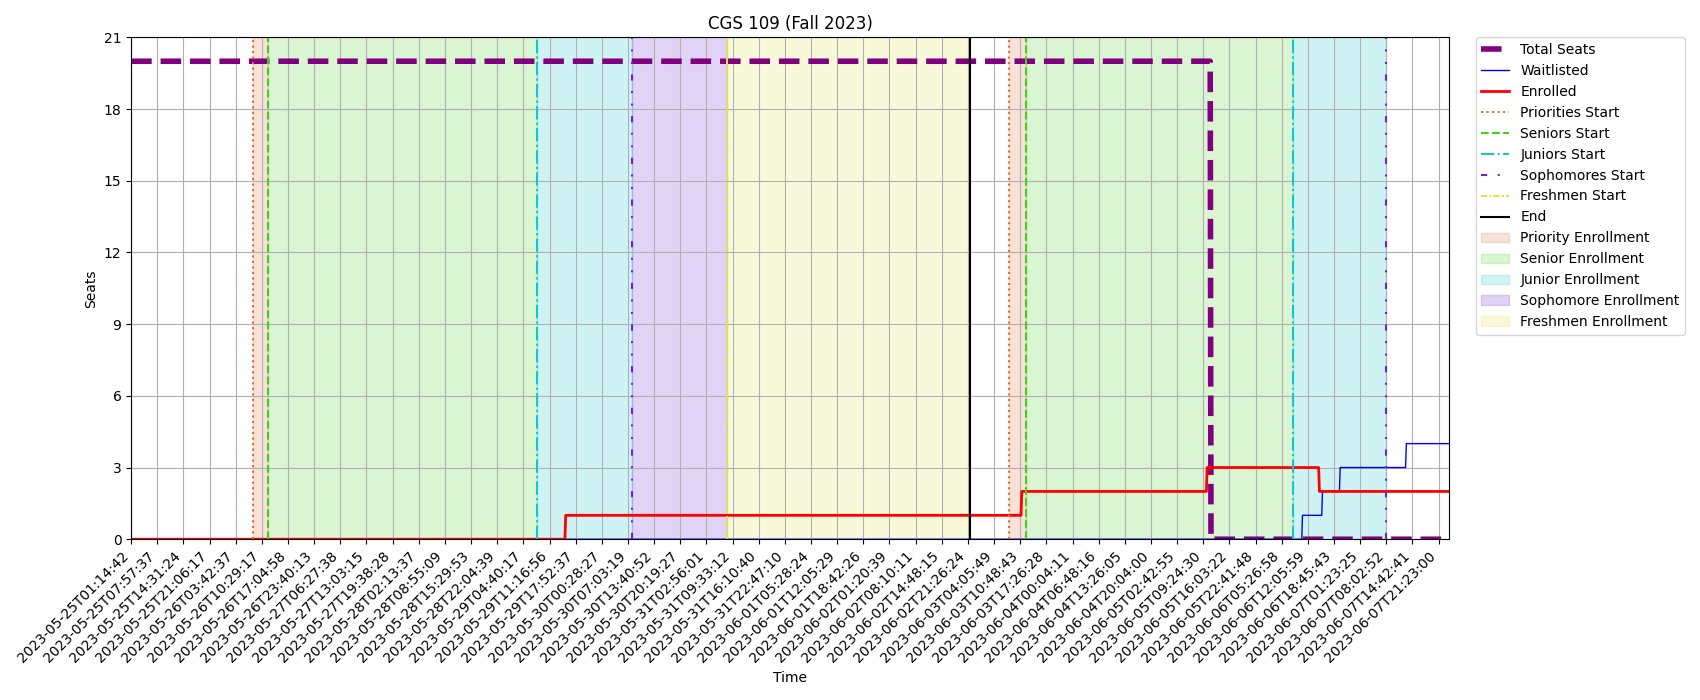 CGS 109 (Fall 2023)
21
18
15
12
9
6
3
0
Seats
2023-05-25T01:14:42
2023-05-25T07:57:37
2023-05-25T14:31:24
2023-05-25T21:06:17
2023-05-26T03:42:37
2023-05-26T10:29:17
2023-05-26T17:04:58
2023-05-26T23:40:13
2023-05-27T06:27:38
2023-05-27T13:03:15
2023-05-27T19:38:28
2023-05-28T02:13:37
2023-05-28T08:55:09
2023-05-28T15:29:53
2023-05-28T22:04:39
2023-05-29T04:40:17
2023-05-29T11:16:56
2023-05-29T17:52:37
2023-05-30T00:28:27
2023-05-30T07:03:19
2023-05-30T13:40:52
2023-05-30T20:19:27
2023-05-31T02:56:01
2023-05-31T09:33:12
2023-05-31T16:10:40
2023-05-31T22:47:10
2023-06-01T05:28:24
2023-06-01T12:05:29
2023-06-01T18:42:26
2023-06-02T01:20:39
2023-06-02T08:10:11
2023-06-02T14:48:15
2023-06-02T21:26:24
2023-06-03T04:05:49
2023-06-03T10:48:43
2023-06-03T17:26:28
2023-06-04T00:04:11
2023-06-04T06:48:16
2023-06-04T13:26:05
2023-06-04T20:04:00
2023-06-05T02:42:55
2023-06-05T09:24:30
2023-06-05T16:03:22
2023-06-05T22:41:48
2023-06-06T05:26:58
2023-06-06T12:05:59
2023-06-06T18:45:43
2023-06-07T01:23:25
2023-06-07T08:02:52
2023-06-07T14:42:41
2023-06-07T21:23:00
Time
Total Seats
Waitlisted
Enrolled
Priorities Start
Seniors Start
Juniors Start
Sophomores Start
Freshmen Start
End
Priority Enrollment
Senior Enrollment
Junior Enrollment
Sophomore Enrollment
Freshmen Enrollment